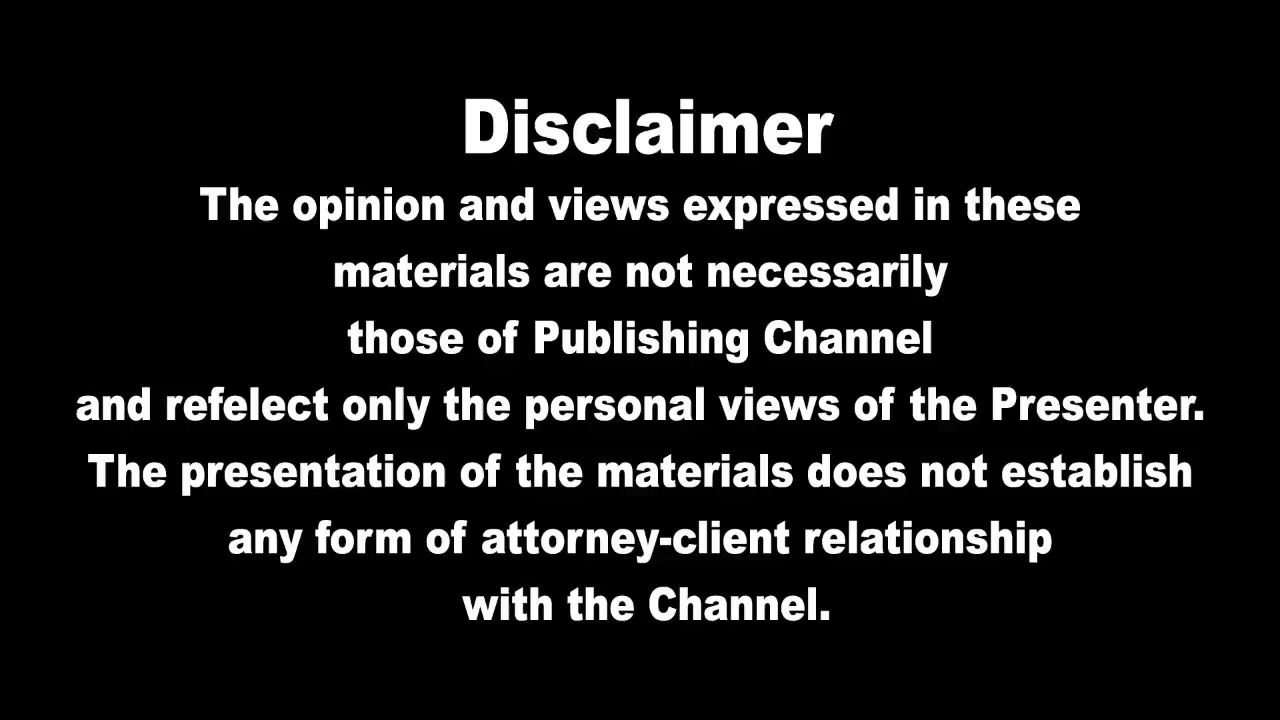 Disclaimer
The opinion and views expressed in these
materials are not necessarily
those of Publishing Channel
and refelect only the personal views of the Presenter.
The presentation of the materials does not establish
any form of attorney-client relationship
with the Channel.